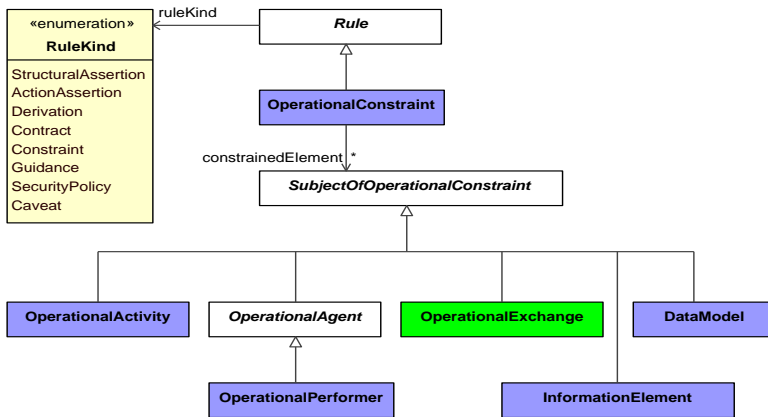 «enumeration»
RuleKind
StructuralAssertion
ActionAssertion
Derivation
Contract
Constraint
Guidance
SecurityPolicy
Caveat
ruleKind
Rule
OperationalConstraint
constrainedElement *
SubjectOfOperationalConstraint
OperationalActivity
OperationalAgent
OperationalExchange
DataModel
OperationalPerformer
InformationElement